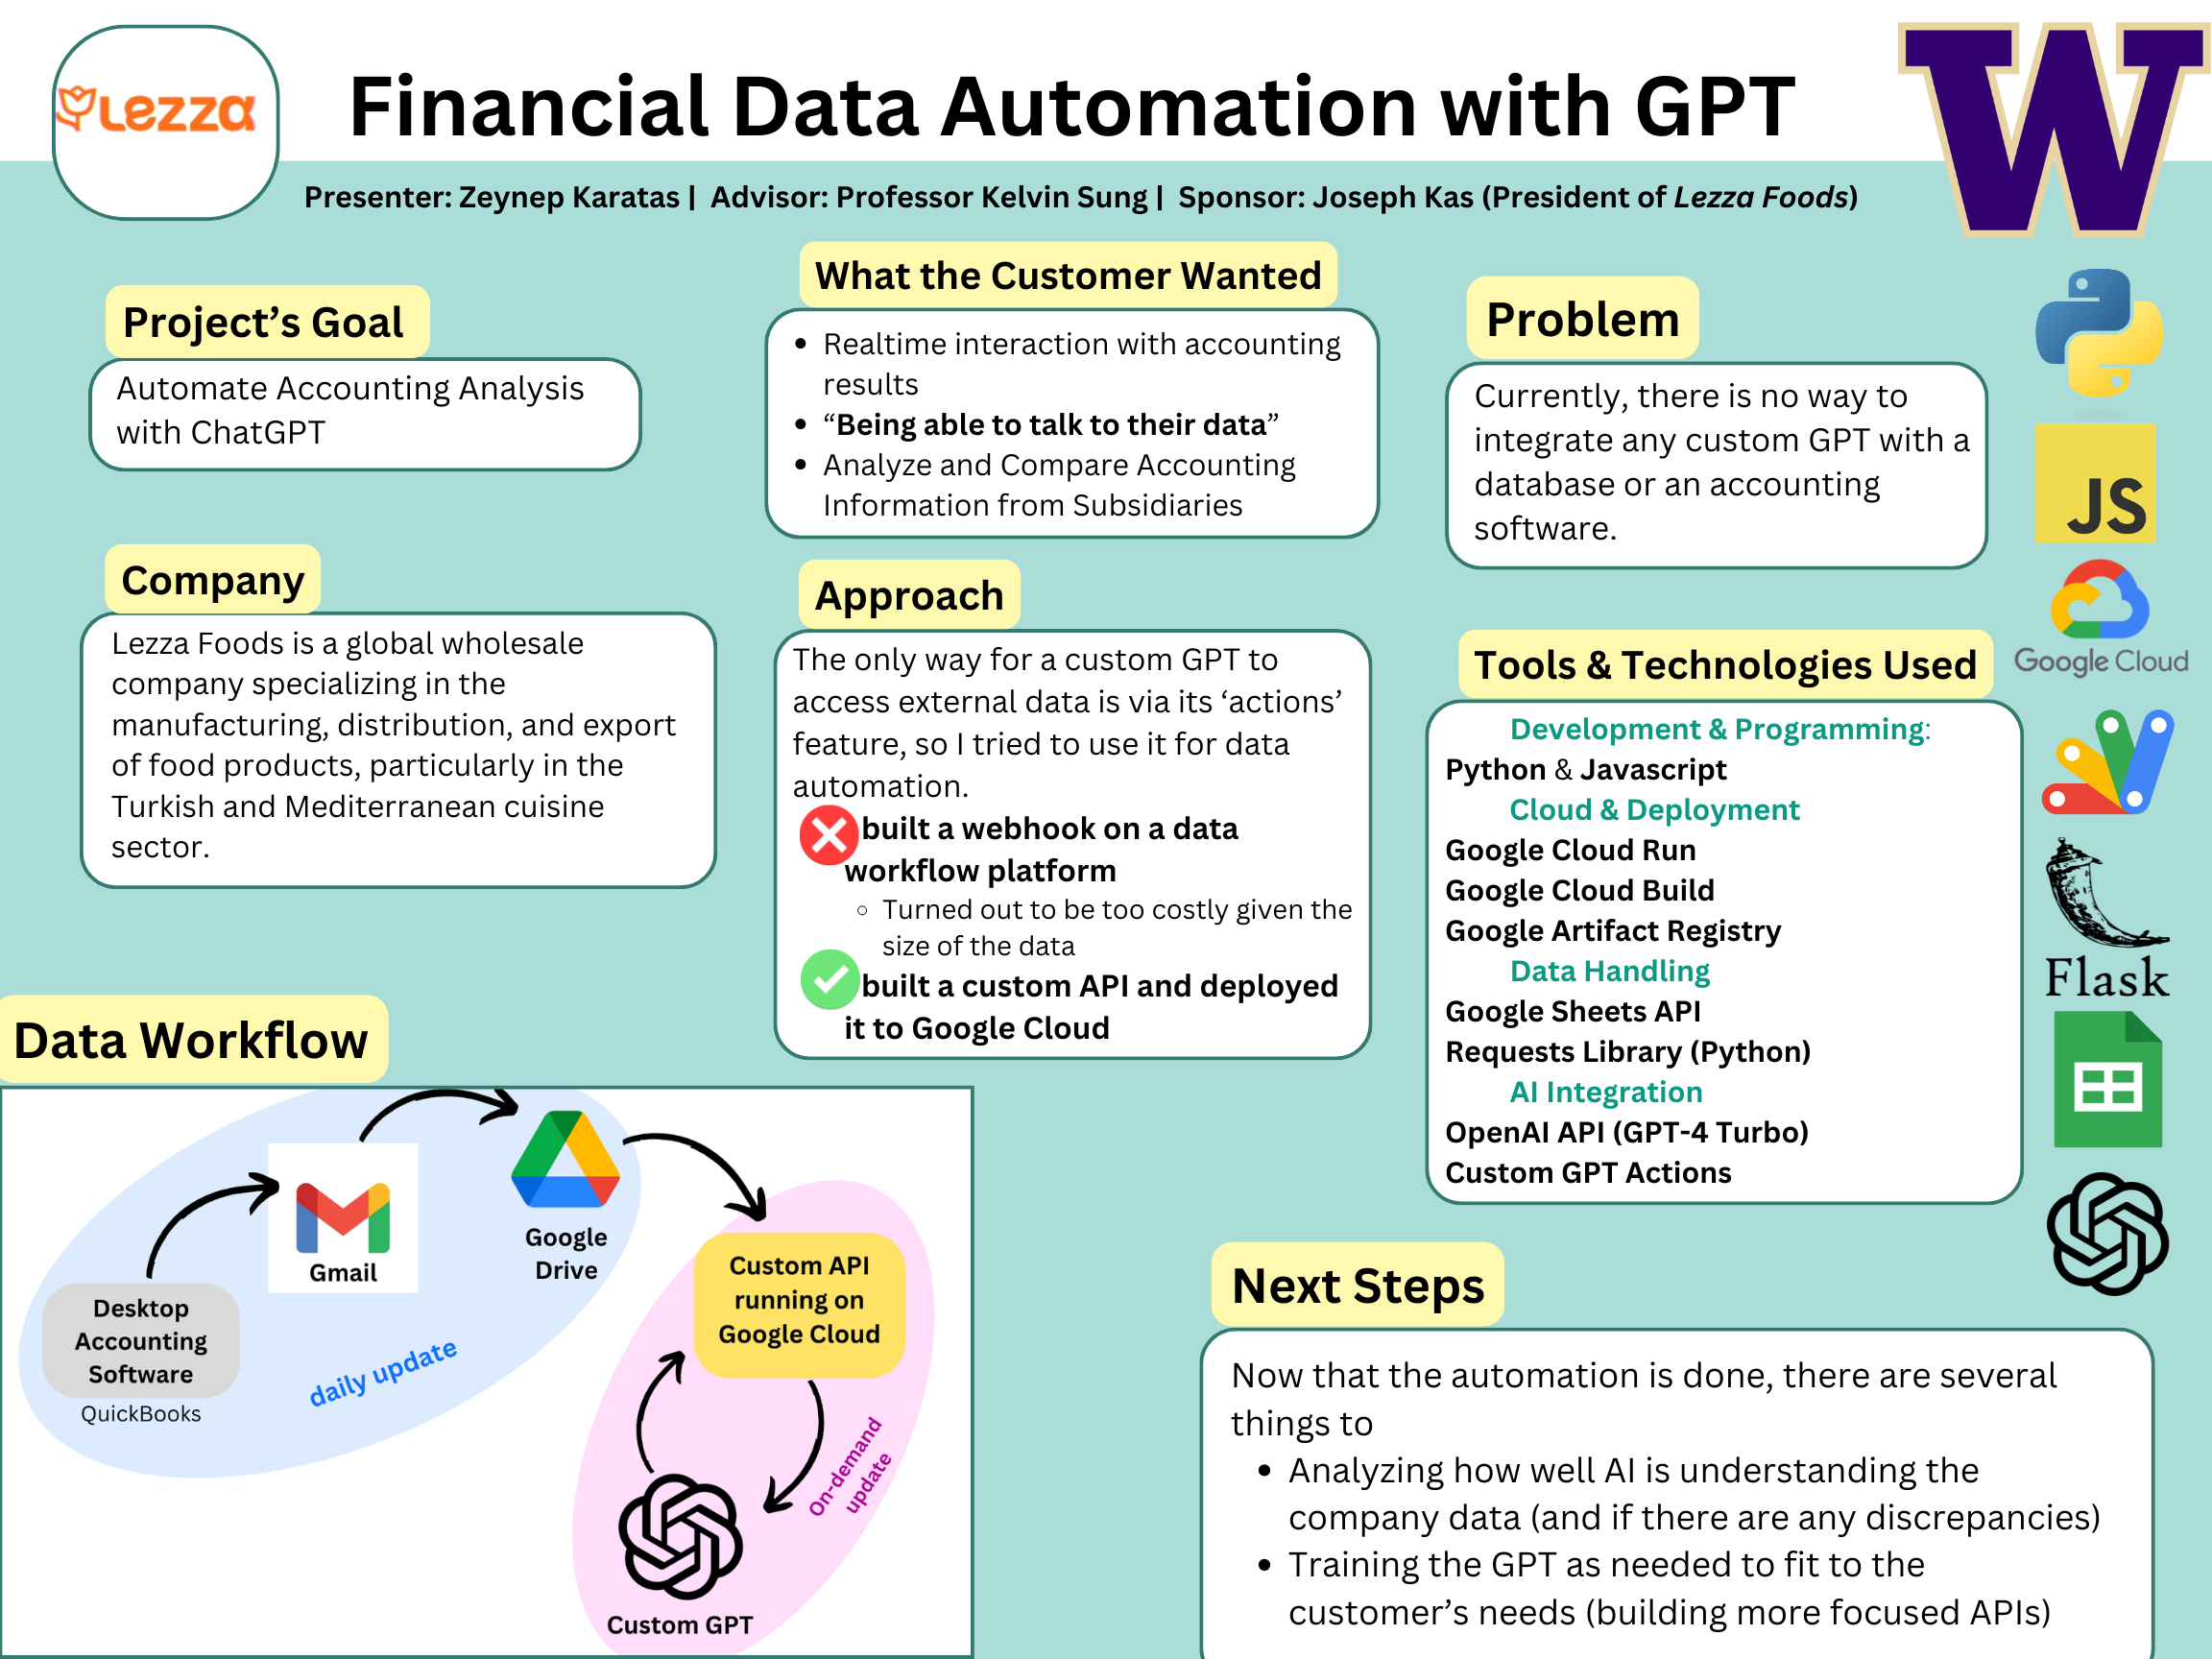 Lezza
Financial Data Automation with GPT
W
Presenter: Zeynep Karatas | Advisor: Professor Kelvin Sung | Sponsor: Joseph Kas (President of Lezza Foods)
Project’s Goal
Automate Accounting Analysis
with ChatGPT
What the Customer Wanted
• Realtime interaction with accounting
results
• “Being able to talk to their data”
• Analyze and Compare Accounting
Information from Subsidiaries
Problem
Currently, there is no way to
integrate any custom GPT with a
database or an accounting
software.
Company
Lezza Foods is a global wholesale
company specializing in the
manufacturing, distribution, and export
of food products, particularly in the
Turkish and Mediterranean cuisine
sector.
Approach
The only way for a custom GPT to
access external data is via its ‘actions’
feature, so I tried to use it for data
automation.
built a webhook on a data
workflow platform
◦ Turned out to be too costly given the
size of the data
built a custom API and deployed
it to Google Cloud
Tools & Technologies Used
Development & Programming:
Python & Javascript
Cloud & Deployment
Google Cloud Run
Google Cloud Build
Google Artifact Registry
Data Handling
Google Sheets API
Requests Library (Python)
AI Integration
OpenAI API (GPT-4 Turbo)
Custom GPT Actions
JS
Google Cloud
Flask
Data Workflow
Desktop
Accounting
Software
QuickBooks
Gmail
daily update
Google
Drive
Custom API
running on
Google Cloud
On-demand
update
Custom GPT
Next Steps
Now that the automation is done, there are several
things to
• Analyzing how well AI is understanding the
company data (and if there are any discrepancies)
• Training the GPT as needed to fit to the
customer’s needs (building more focused APIs)